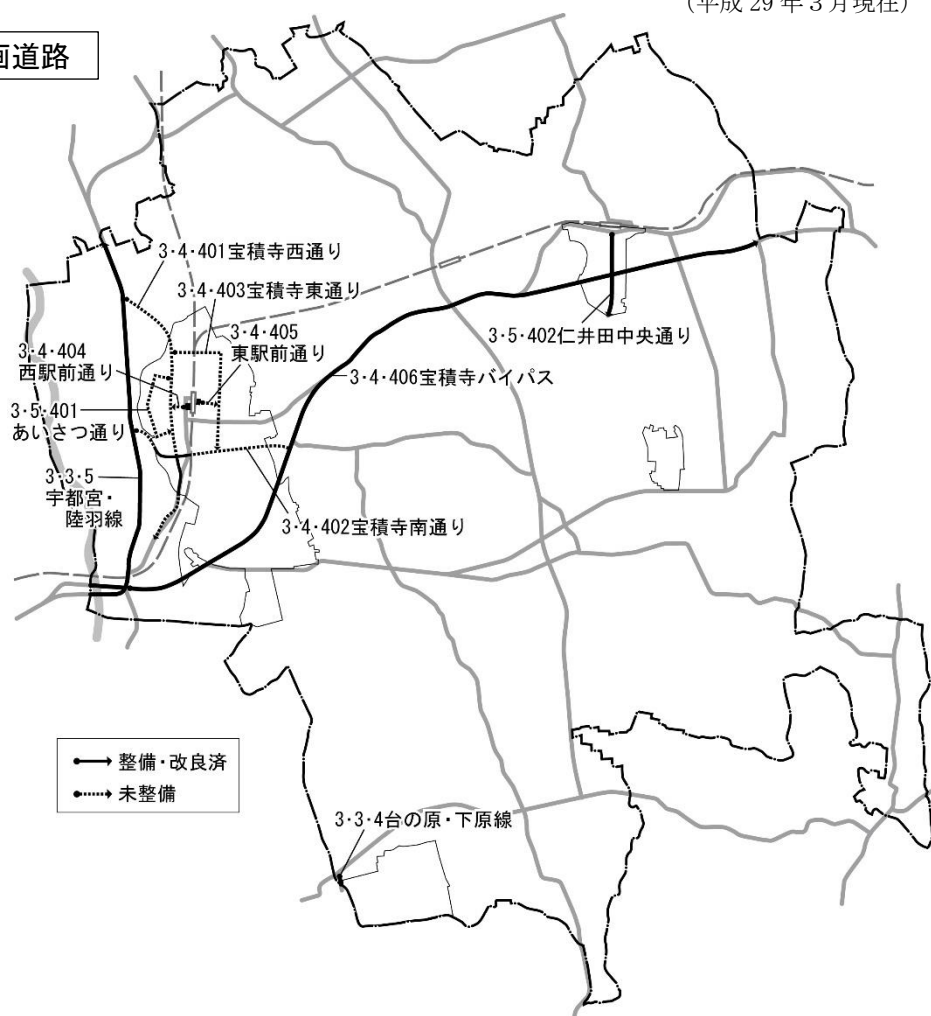 （平成 29 年３月現在）
画道路
3・4・401宝積寺西通り
3・4・403宝積寺東通り
3・4・405
東駅前通り
3・4・404
西駅前通り
3・5・402仁井田中央通り
3・4・406宝積寺バイパス
3・5・401
あいさつ通り
3・3・5
宇都宮・
陸羽線
3・4・402宝積寺南通り
整備・改良済
未整備
3・3・4台の原・下原線